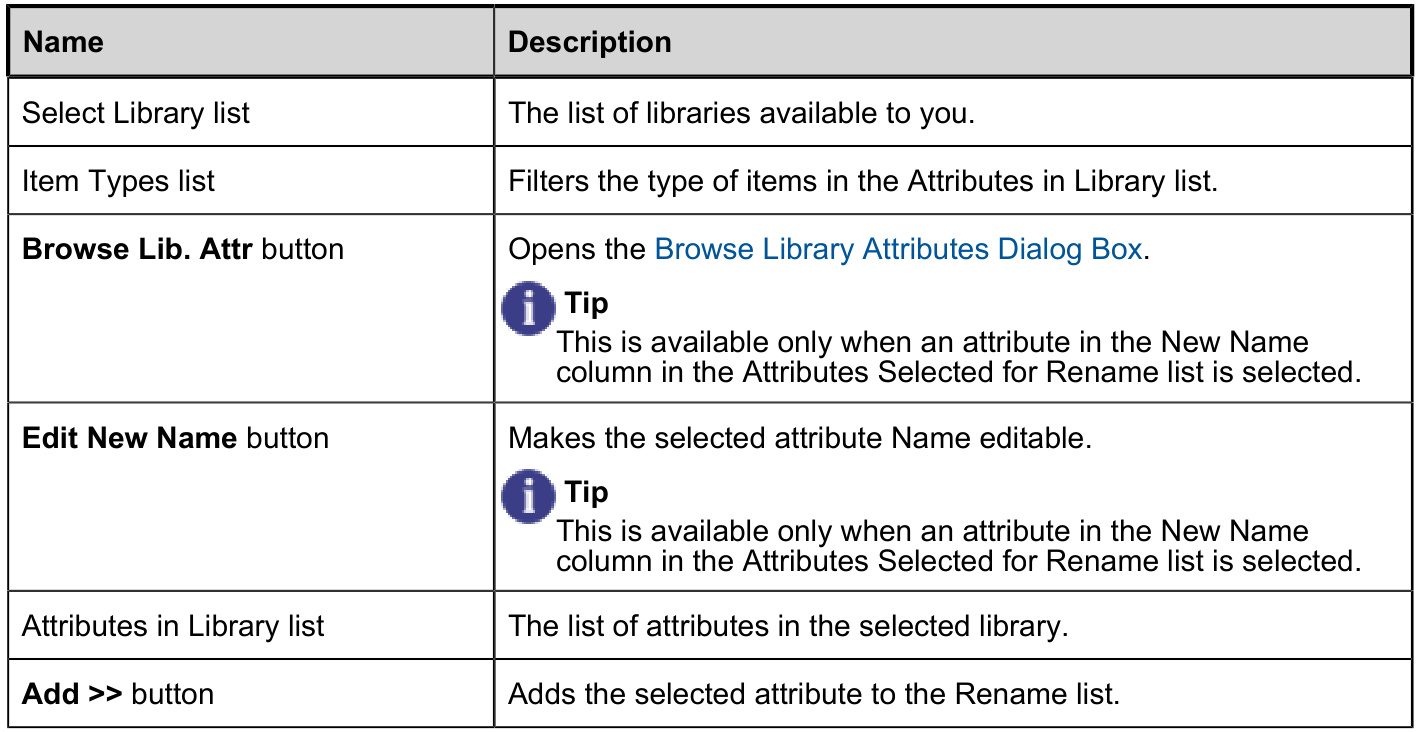 Name Description
Select Library list The list of libraries available to you.
Item Types list Filters the type of items in the Attributes in Library list.
Browse Lib. Attr button Opens the Browse Library Attributes Dialog Box.
Tip
This is available only when an attribute in the New Name
column in the Attributes Selected for Rename list is selected.
Edit New Name button Makes the selected attribute Name editable.
Tip
This is available only when an attribute in the New Name
column in the Attributes Selected for Rename list is selected.
Attributes in Library list The list of attributes in the selected library.
Add >> button Adds the selected attribute to the Rename list.